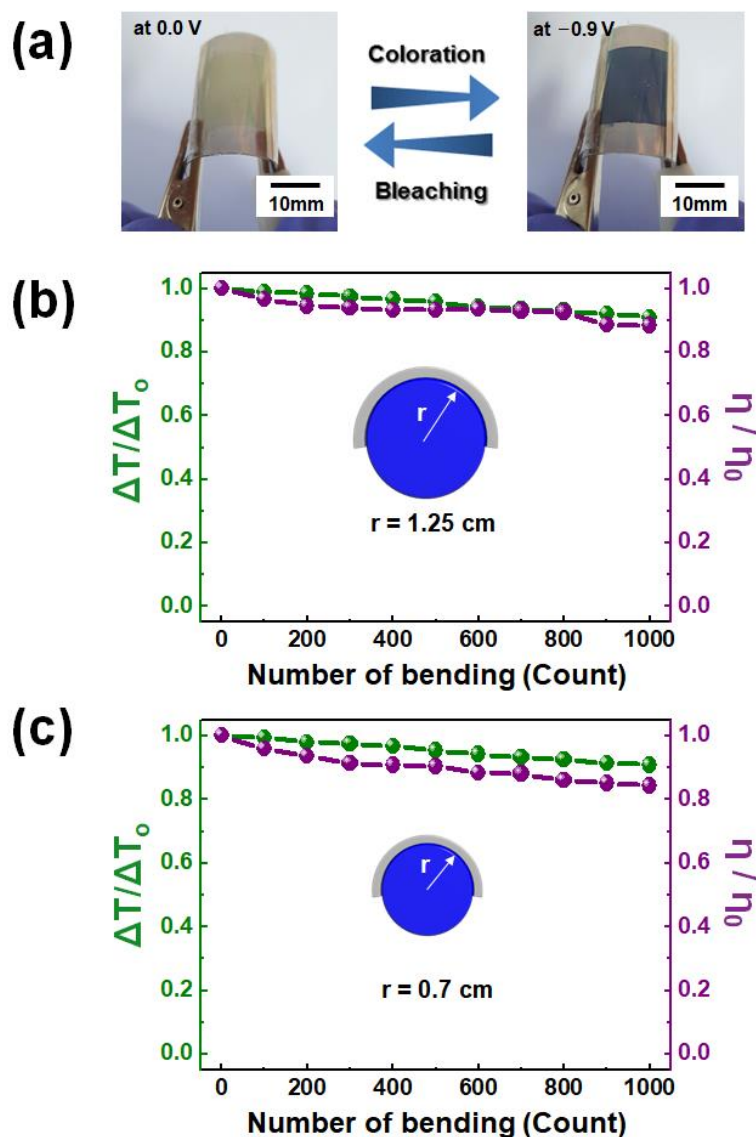 (a)
at 0.0 V
10mm
Coloration
Bleaching
at −0.9 V
10mm
(b)
ΔT/ΔTo
1.0
0.8
0.6
0.4
0.2
0.0
r
r = 1.25 cm
1.0
0.8
0.6
0.4
0.2
0.0
η / η0
0 200 400 600 800 1000
Number of bending (Count)
(c)
ΔT/ΔTo
1.0
0.8
0.6
0.4
0.2
0.0
r
r = 0.7 cm
1.0
0.8
0.6
0.4
0.2
0.0
η / η0
0 200 400 600 800 1000
Number of bending (Count)